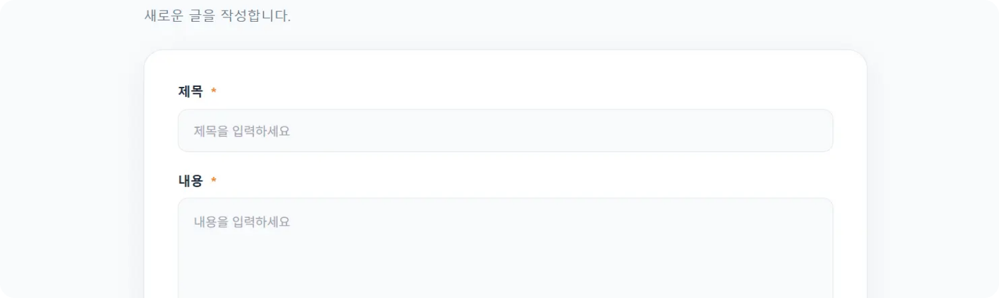 새로운 글을 작성합니다.
제목 *
제목을 입력하세요
내용 *
내용을 입력하세요